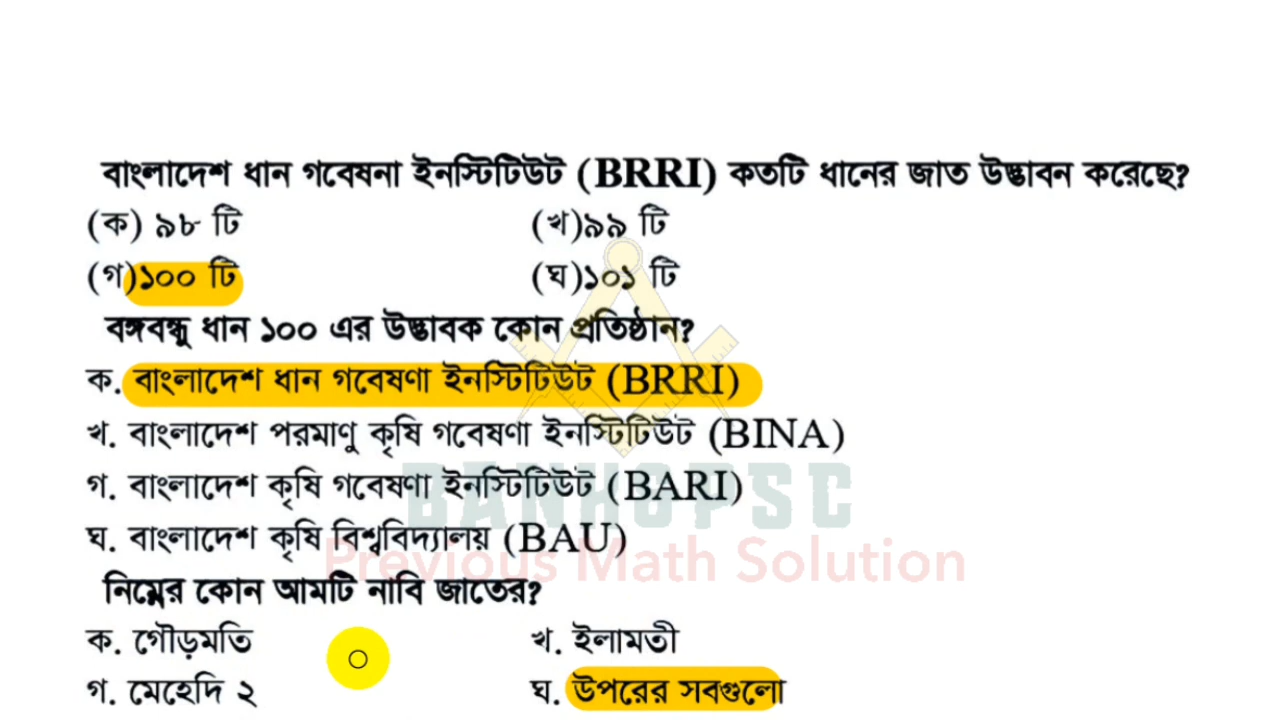 বাংলাদেশ ধান গবেষনা ইনস্টিটিউট (BRRI) কতটি ধানের জাত উদ্ভাবন করেছে?
(ক) ৯৮ টি (খ)৯৯ টি
(গ)১০০ টি (ঘ)১০১ টি
বঙ্গবন্ধু ধান ১০০ এর উদ্ভাবক কোন প্রতিষ্ঠান?
ক. বাংলাদেশ ধান গবেষণা ইনস্টিটিউট (BRRI)
খ. বাংলাদেশ পরমাণু কৃষি গবেষণা ইনস্টিটিউট (BINA)
গ. বাংলাদেশ কৃষি গবেষণা ইনস্টিটিউট (BARI)
BANHOPSC
ঘ. বাংলাদেশ কৃষি বিশ্ববিদ্যালয় (BAU)
Previous Math Solution
নিম্নের কোন আমটি নাবি জাতের?
ক. গৌড়মতি খ. ইলামতী
গ. মেহেদি ২ ঘ. উপরের সবগুলো